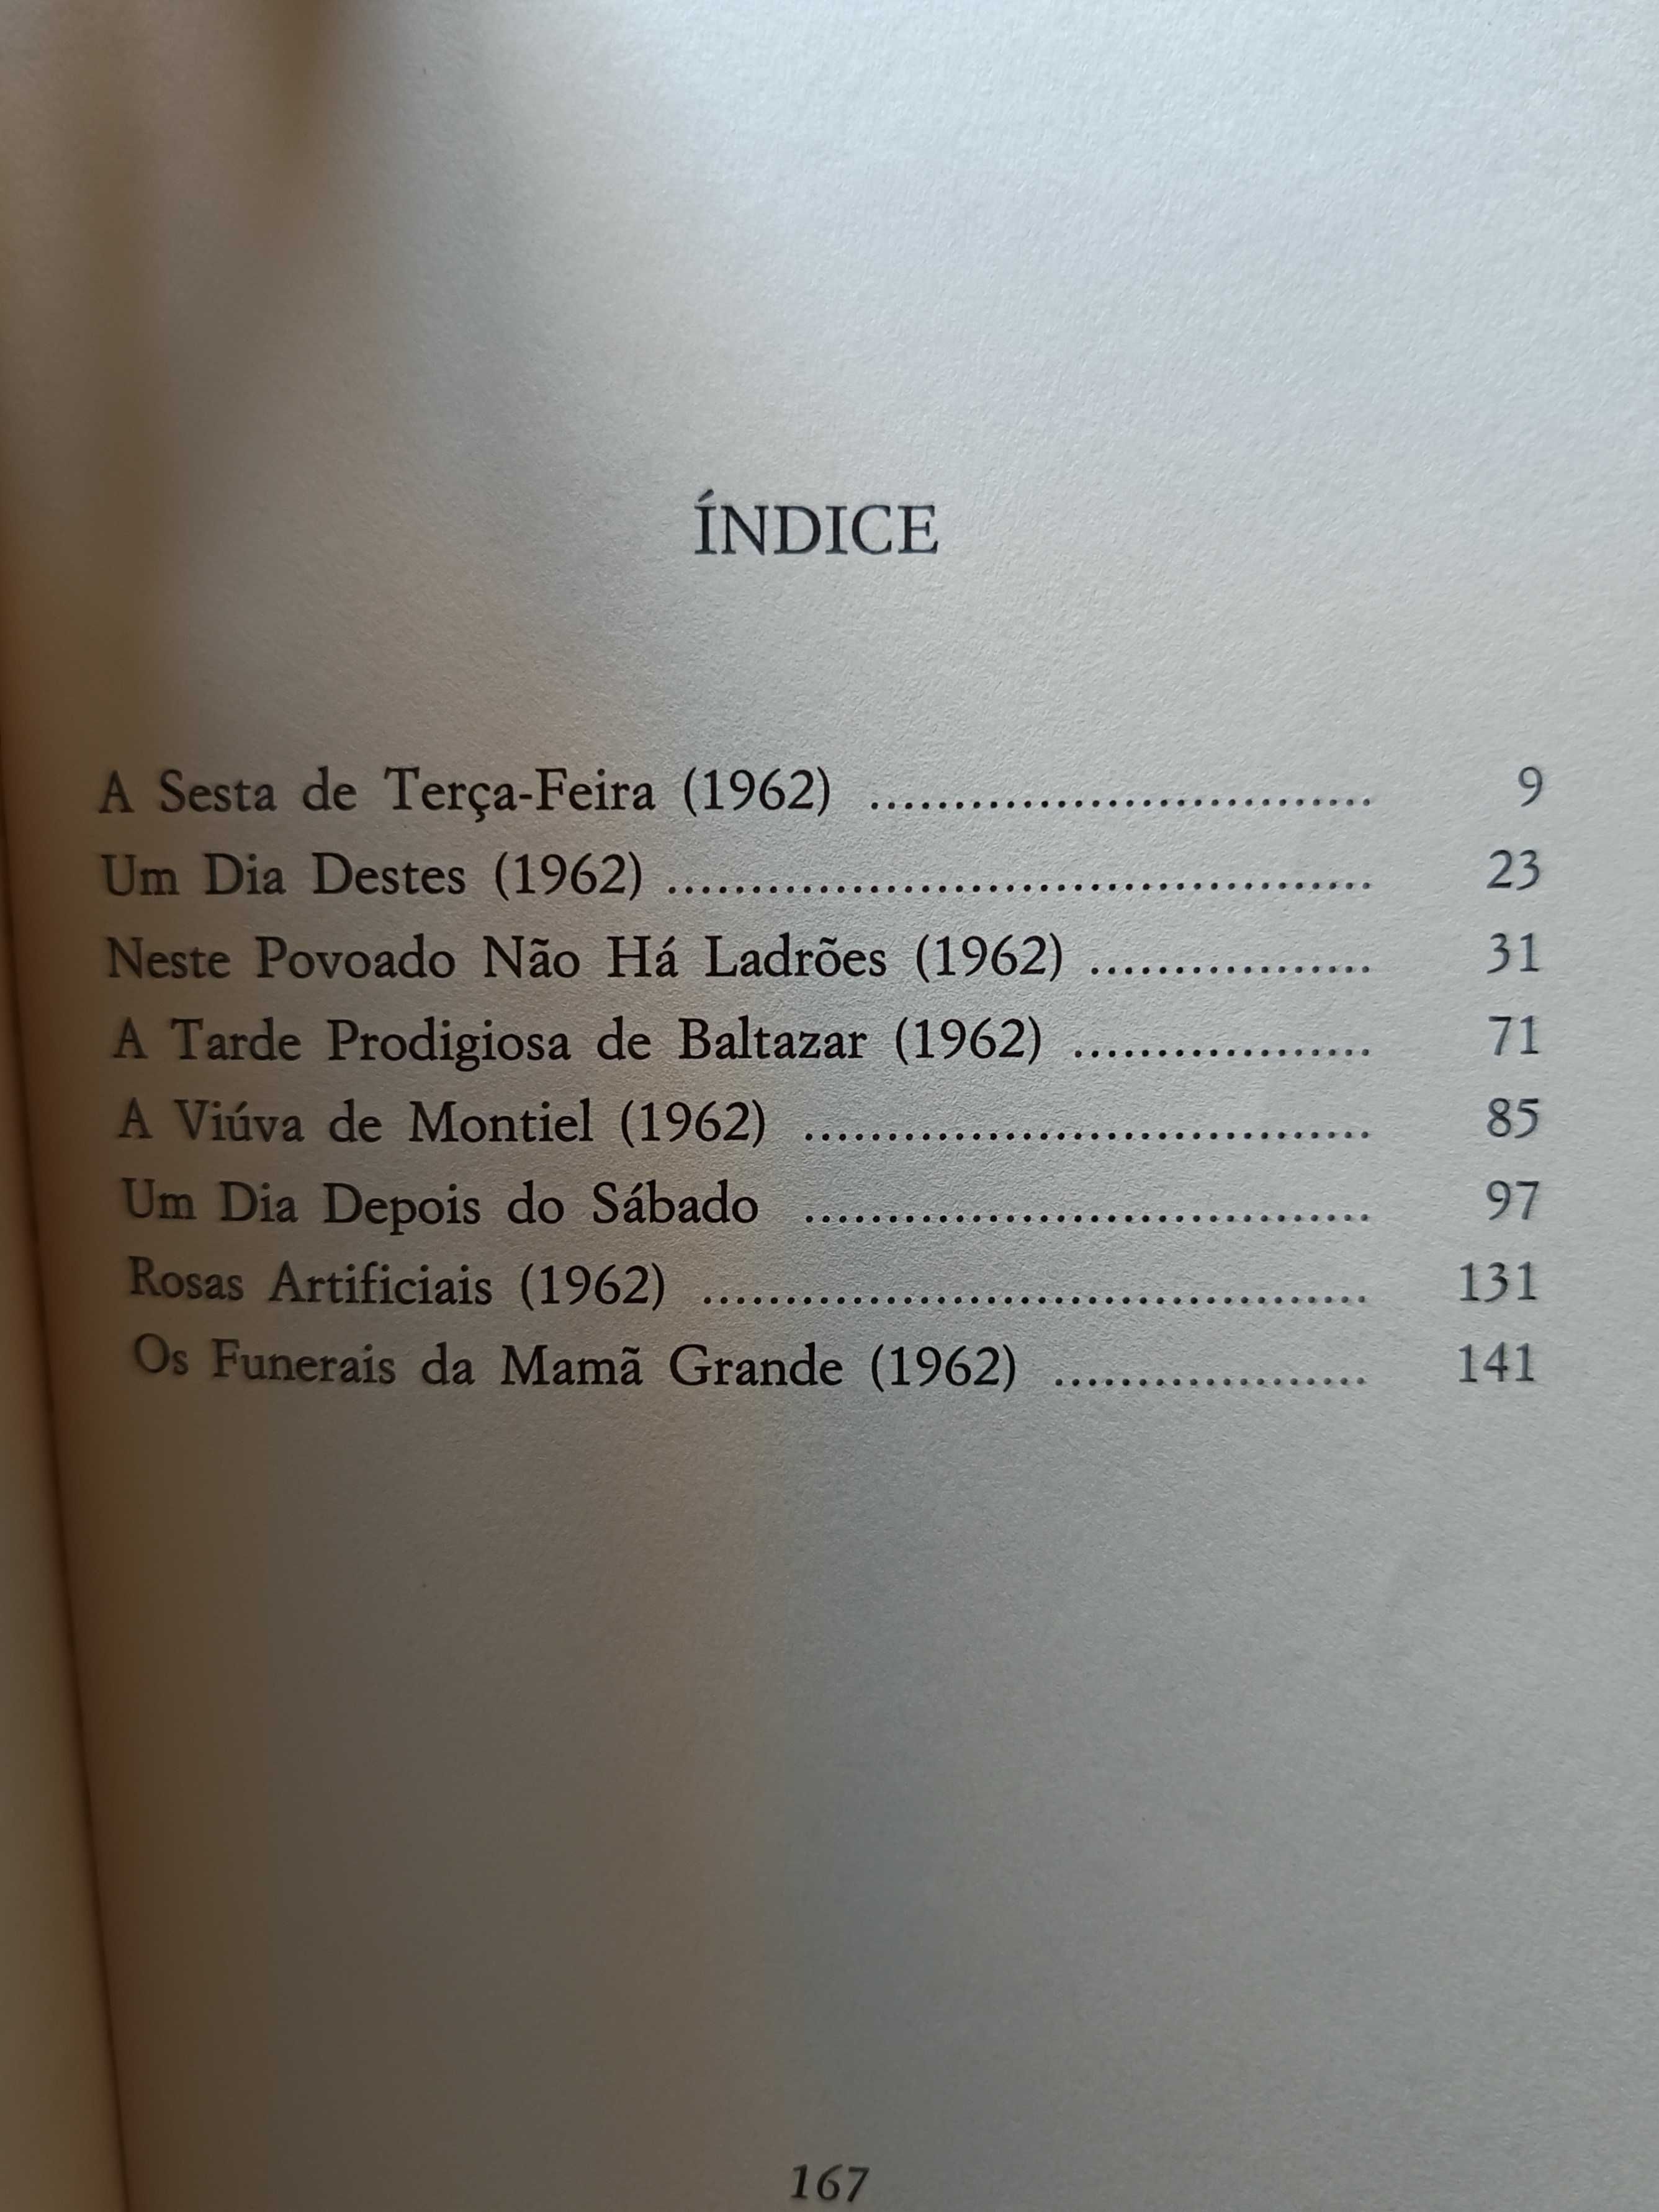 ÍNDICE
A Sesta de Terça-Feira (1962) .............................. 9
Um Dia Destes (1962) .......................................... 23
Neste Povoado Não Há Ladrões (1962) ................. 31
A Tarde Prodigiosa de Baltazar (1962) .................. 71
A Viúva de Montiel (1962) .................................. 85
Um Dia Depois do Sábado .................................. 97
Rosas Artificiais (1962) ........................................ 131
Os Funerais da Mamã Grande (1962) ................... 141
167